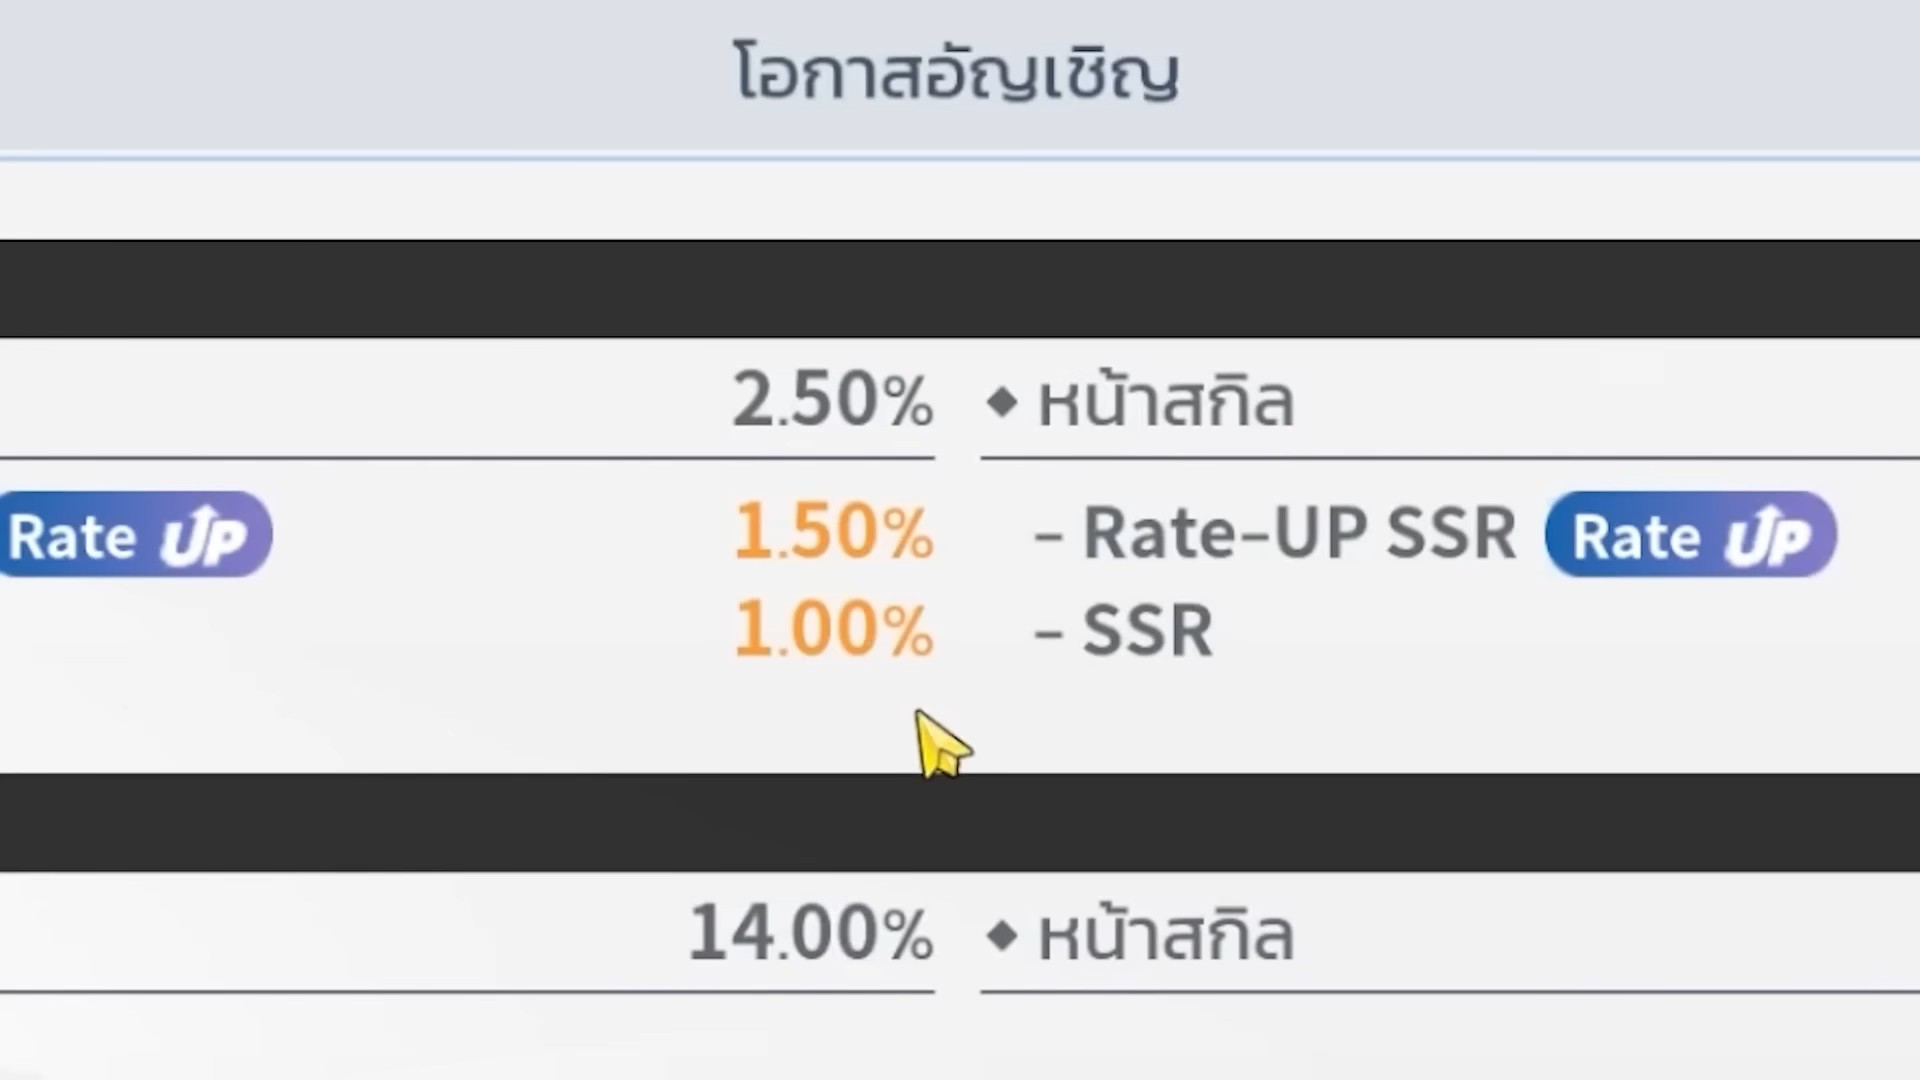 โอกาสอัญเชิญ
2.50% ◆ หน้าสกิล
Rate UP 1.50% - Rate-UP SSR Rate UP
1.00% - SSR
14.00% ◆ หน้าสกิล